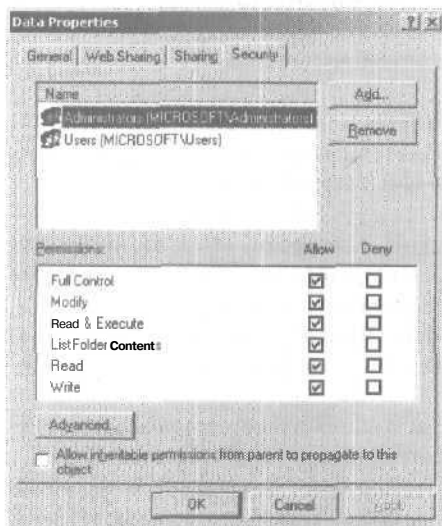 Data Properties
General Web Sharing Sharing Security
Name
Administrators (MICROSOFT\Administrators)
Users (MICROSOFT\Users)
Add...
Remove
Permissions: Allow Deny
Full Control
Modify
Read & Execute
List Folder Contents
Read
Write
Advanced...
Allow inheritable permissions from parent to propagate to this
object
OK Cancel Apply